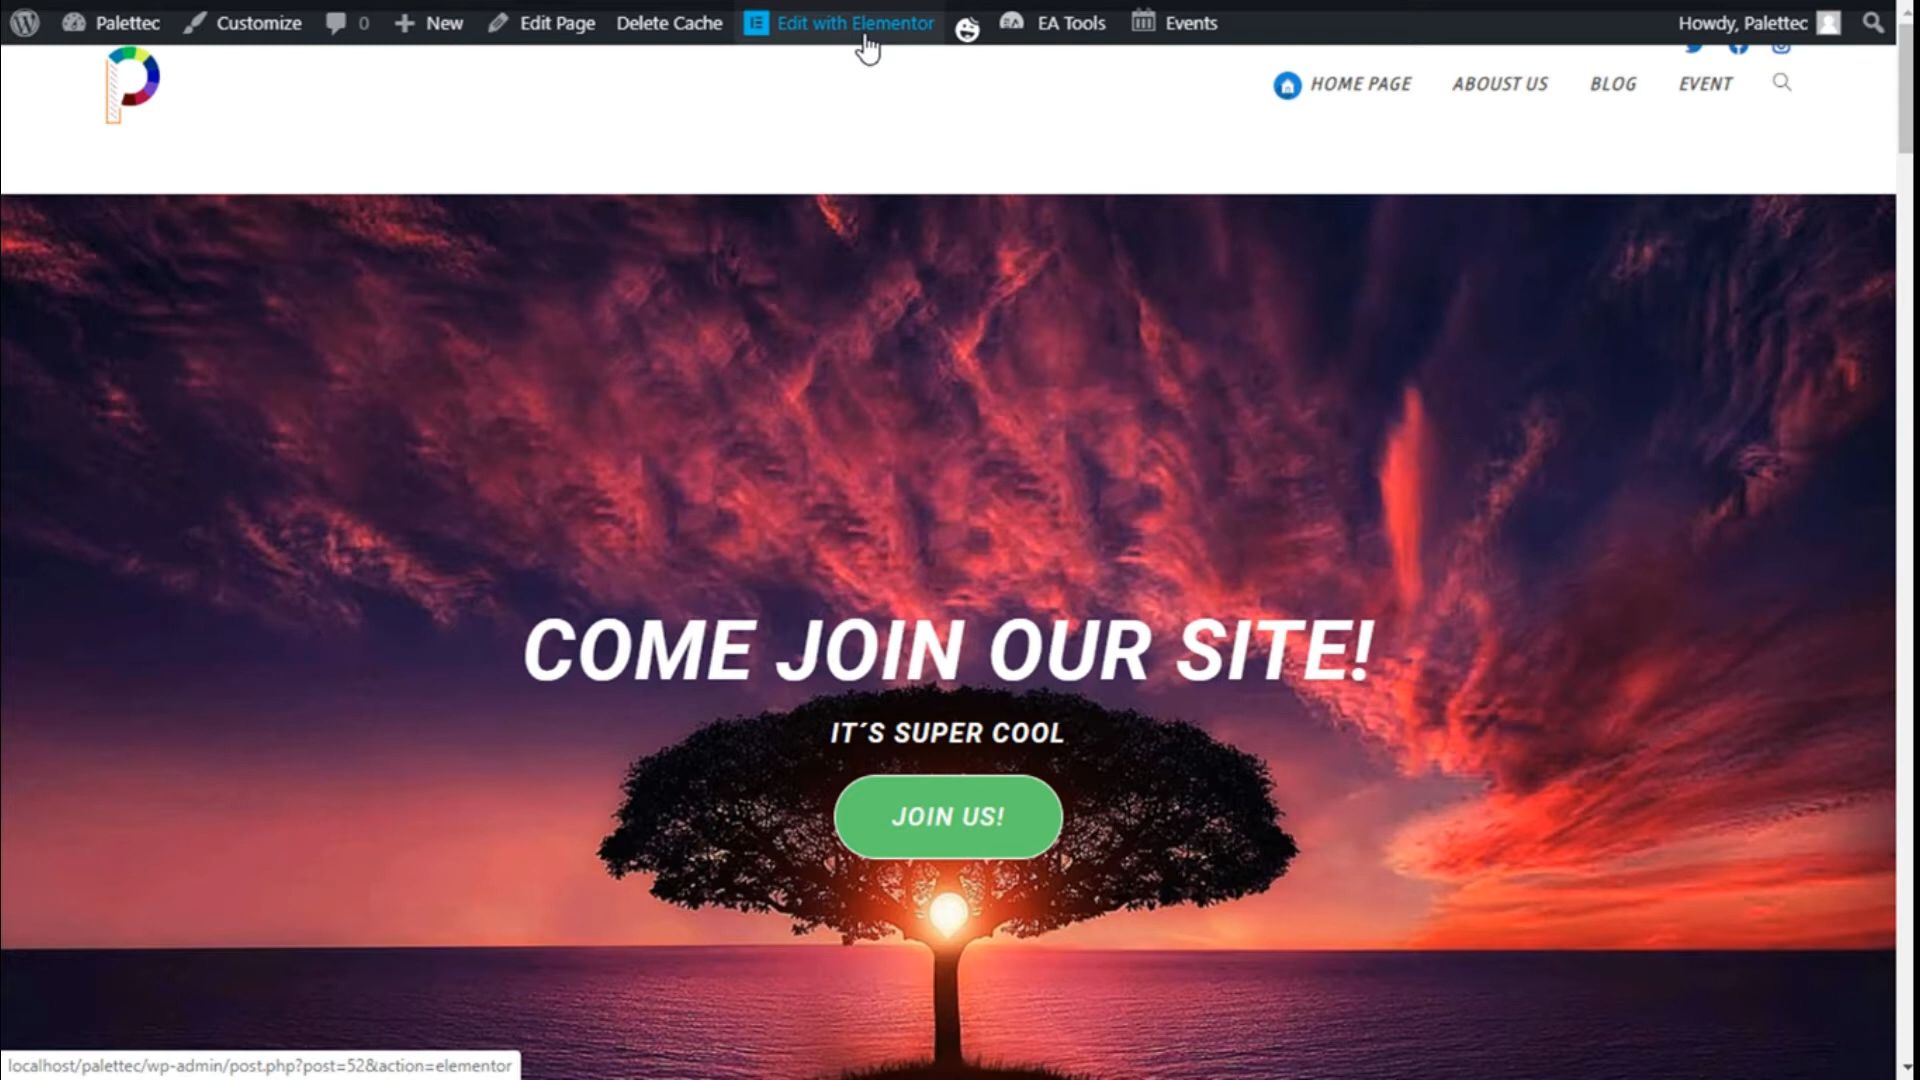 Palettec Customize 0 New Edit Page Delete Cache Edit with Elementor EA EA Tools Events Howdy, Palettec
HOME PAGE ABOUST US BLOG EVENT
COME JOIN OUR SITE!
IT´S SUPER COOL
JOIN US!
localhost/palettec/wp-admin/post.php?post=52&action=elementor